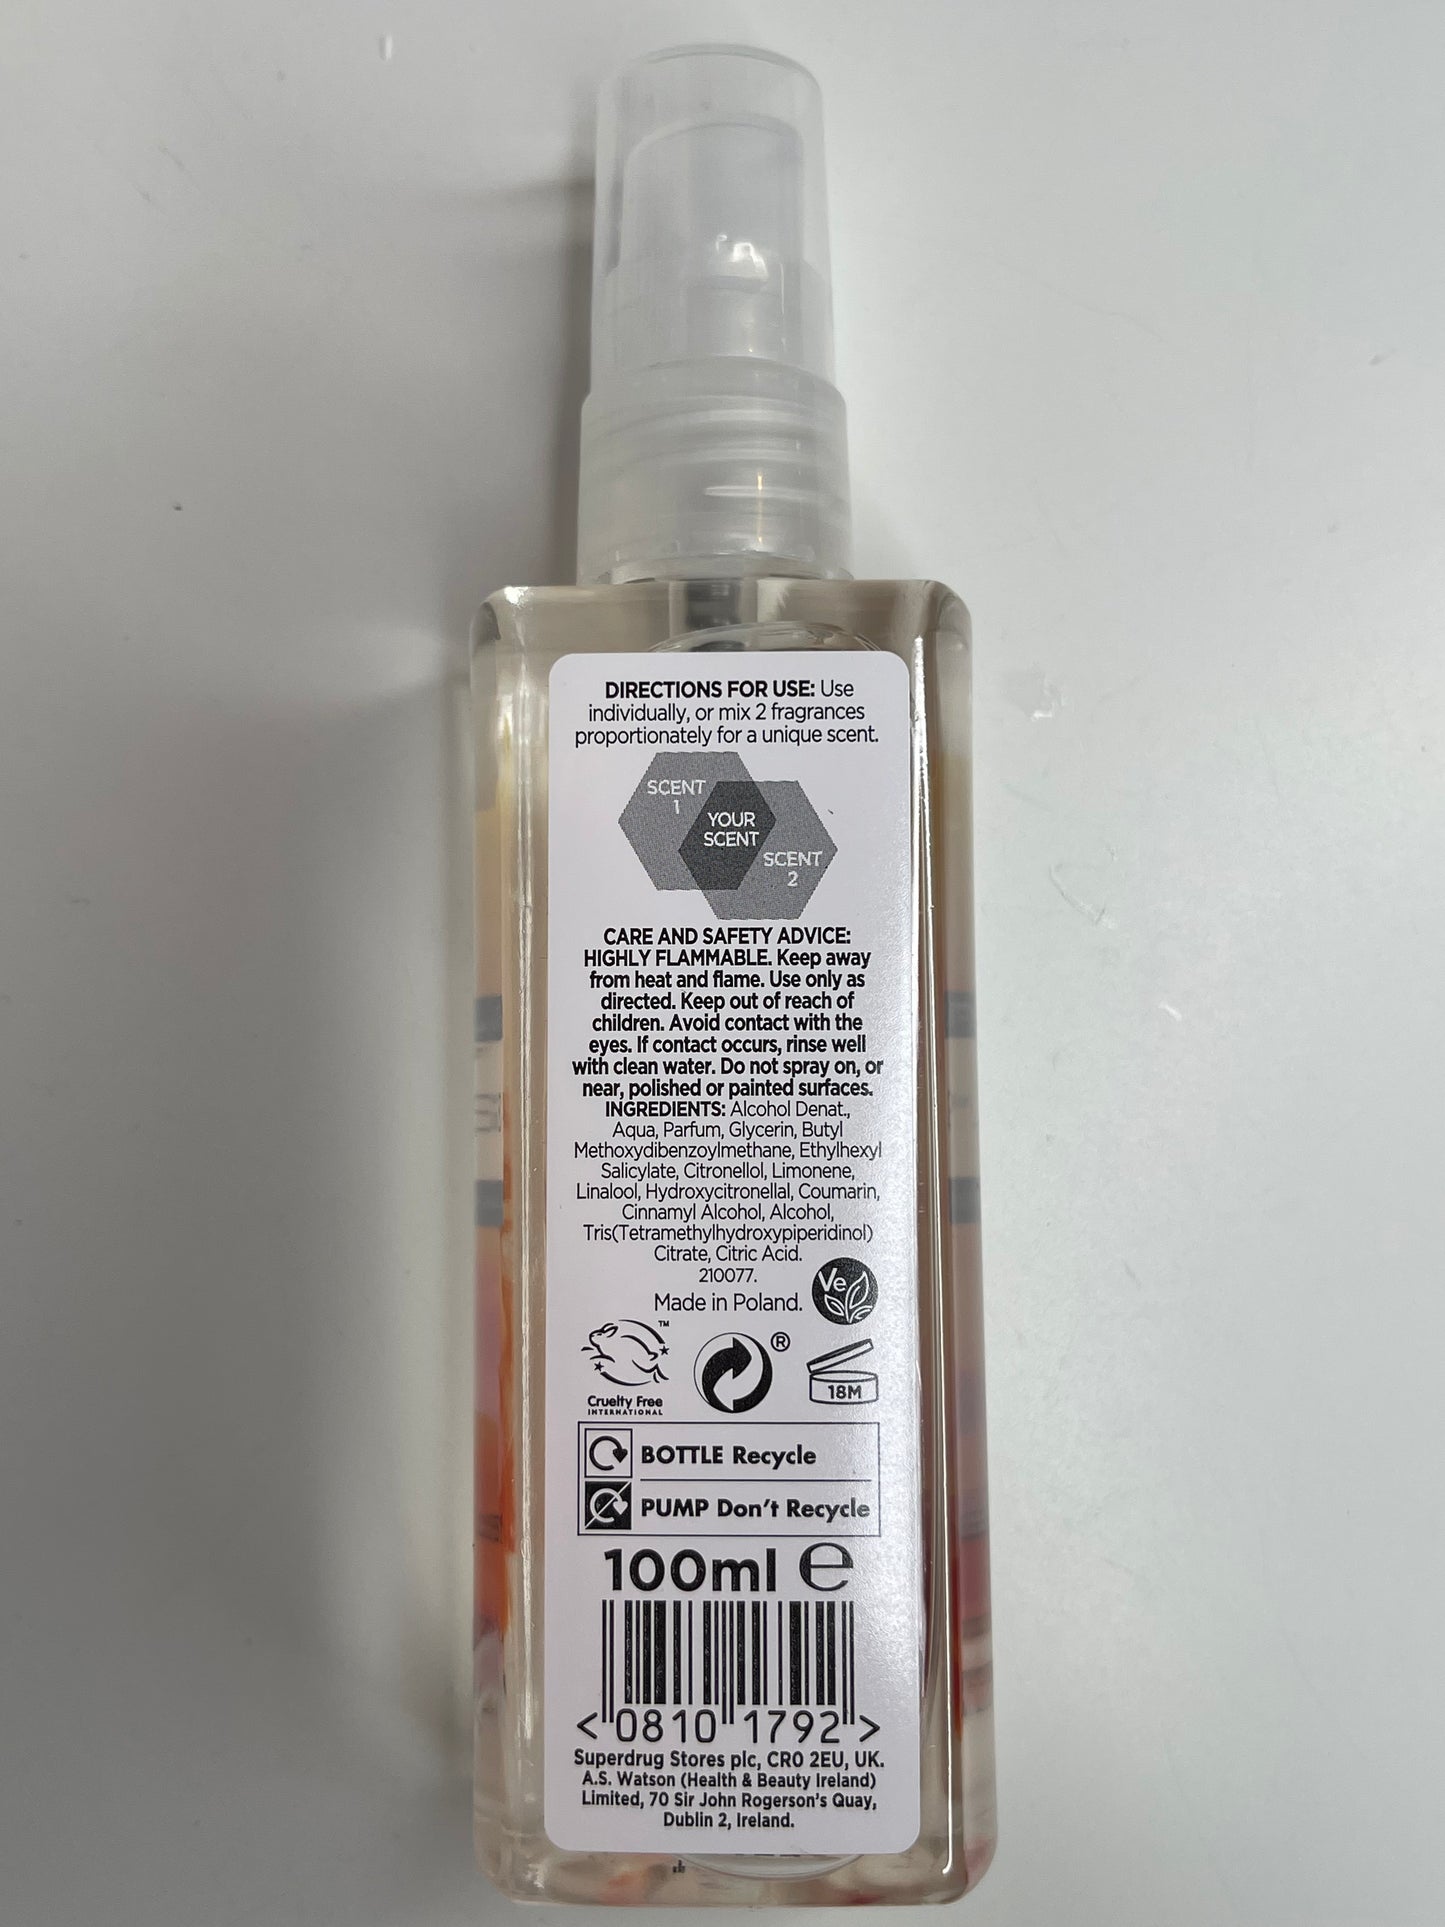 DIRECTIONS FOR USE: Use
individually, or mix 2 fragrances
proportionately for a unique scent.
SCENT
1
YOUR
SCENT
SCENT
2
CARE AND SAFETY ADVICE:
HIGHLY FLAMMABLE. Keep away
from heat and flame. Use only as
directed. Keep out of reach of
children. Avoid contact with the
eyes. If contact occurs, rinse well
with clean water. Do not spray on, or
near, polished or painted surfaces.
INGREDIENTS: Alcohol Denat.,
Aqua, Parfum, Glycerin, Butyl
Methoxydibenzoylmethane, Ethylhexyl
Salicylate, Citronellol, Limonene,
Linalool, Hydroxycitronellal, Coumarin,
Cinnamyl Alcohol, Alcohol,
Tris(Tetramethylhydroxypiperidinol)
Citrate, Citric Acid.
210077.
Made in Poland.
Ve
TM
Cruelty Free
INTERNATIONAL
®
18M
BOTTLE Recycle
PUMP Don't Recycle
100ml e
<0810 1792>
Superdrug Stores plc, CR0 2EU, UK.
A.S. Watson (Health & Beauty Ireland)
Limited, 70 Sir John Rogerson's Quay,
Dublin 2, Ireland.